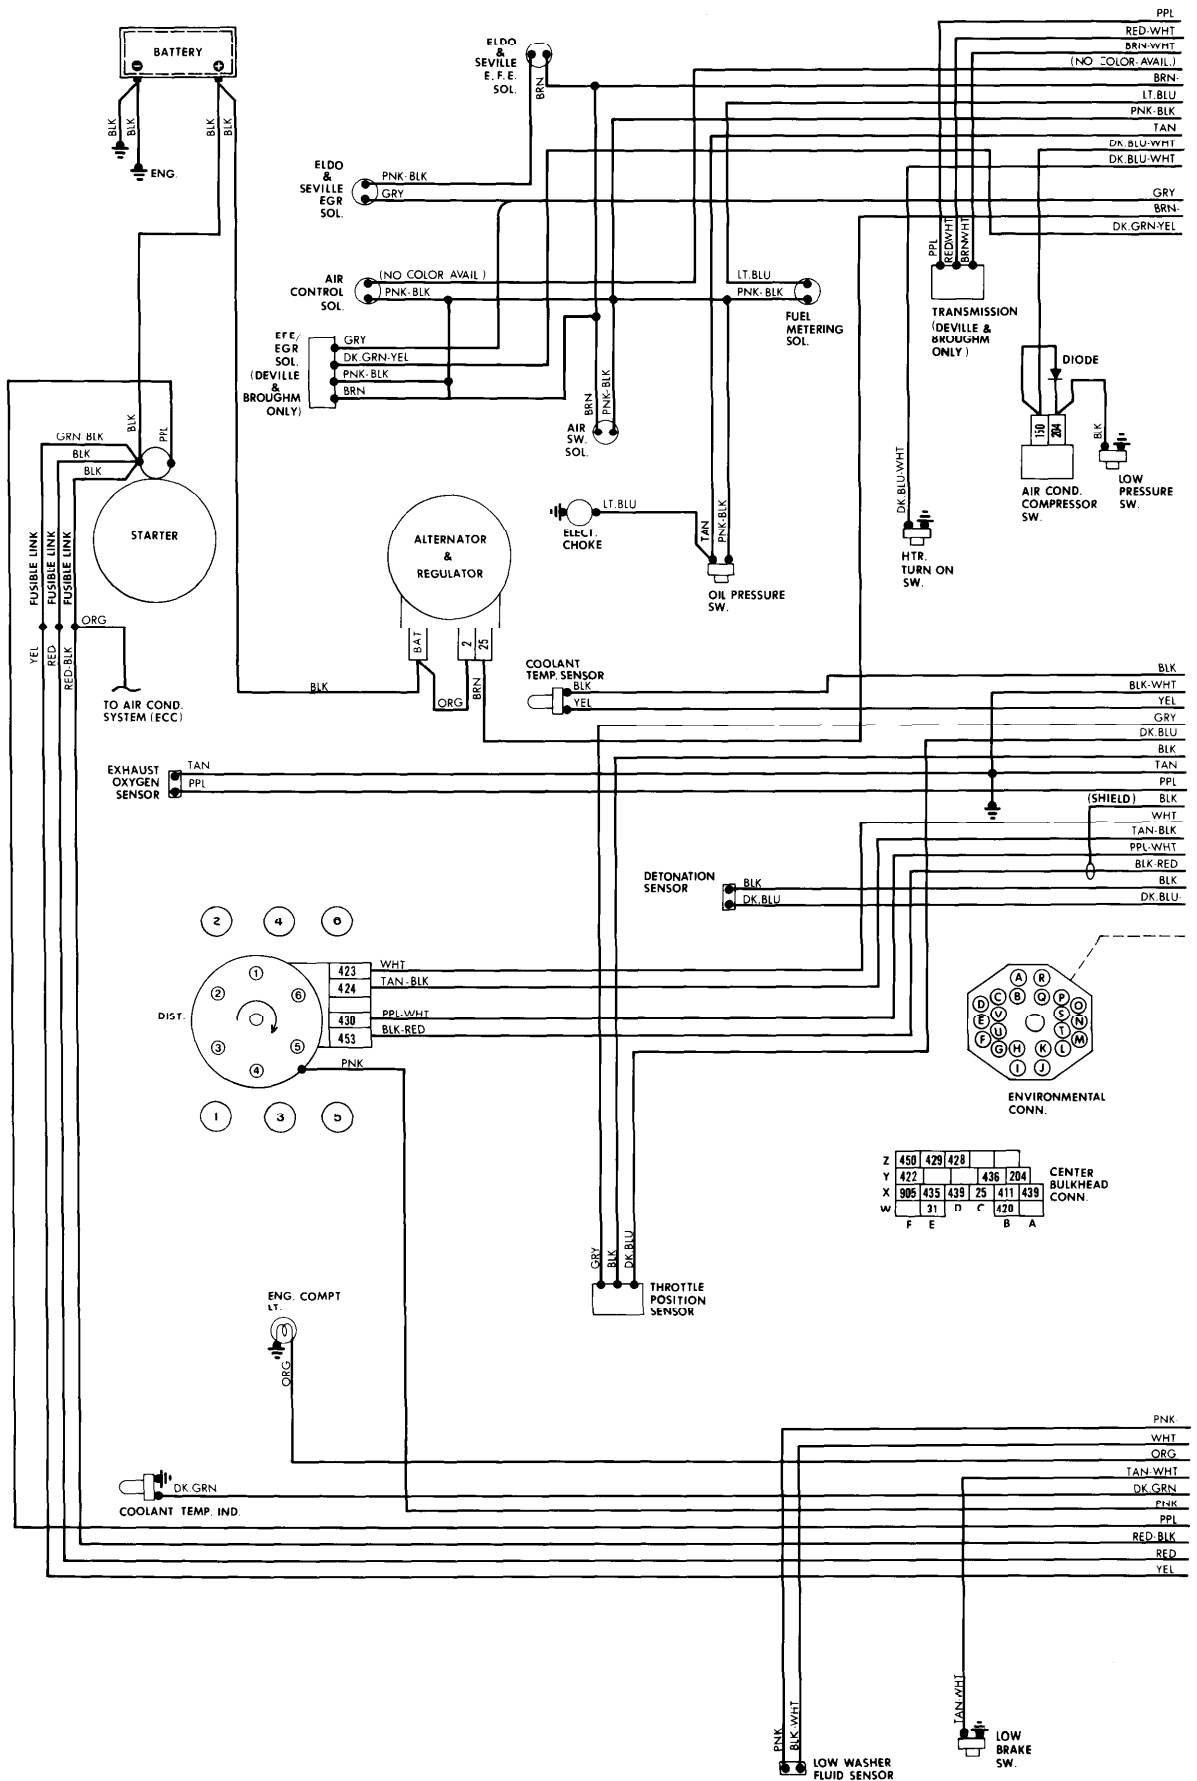 BATTERY
BLK
BLK
ENG.
BLK
BLK
ELDO
&
SEVILLE
E.F.E.
SOL.
BRN
PPL
RED-WHT
BRN-WHT
(NO COLOR-AVAIL.)
BRN-
LT.BLU
PNK-BLK
TAN
DK.BLU-WHT
DK.BLU-WHT
GRY
BRN-
DK.GRN-YEL
ELDO
&
SEVILLE
EGR
SOL.
PNK-BLK
GRY
AIR
CONTROL
SOL.
(NO COLOR AVAIL)
PNK-BLK
LT.BLU
PNK-BLK
FUEL
METERING
SOL.
PPL
REDWHT
BRNWHT
TRANSMISSION
(DEVILLE &
BROUGHM
ONLY)
EFE/
EGR
SOL.
(DEVILLE
&
BROUGHM
ONLY)
GRY
DK.GRN-YEL
PNK-BLK
BRN
BRN
PNK-BLK
AIR
SW.
SOL.
DIODE
150
204
AIR COND.
COMPRESSOR
SW.
BLK
LOW
PRESSURE
SW.
DK.BLU-WHT
HTR.
TURN ON
SW.
BLK
PPL
GRN BLK
BLK
BLK
STARTER
FUSIBLE LINK
FUSIBLE LINK
FUSIBLE LINK
ORG
YEL
RED
RED-BLK
TO AIR COND.
SYSTEM (ECC)
ALTERNATOR
&
REGULATOR
BAT
2
25
ORG
BRN
BLK
LT.BLU
ELECT.
CHOKE
TAN
PNK-BLK
OIL PRESSURE
SW.
COOLANT
TEMP. SENSOR
BLK
YEL
BLK
BLK-WHT
YEL
GRY
DK.BLU
BLK
TAN
PPL
(SHIELD)
BLK
WHT
TAN-BLK
PPL-WHT
BLK-RED
BLK
DK.BLU-
EXHAUST
OXYGEN
SENSOR
TAN
PPL
DETONATION
SENSOR
BLK
DK.BLU
2
4
6
DIST.
1
2
6
3
5
4
423
424
430
453
WHT
TAN-BLK
PPL-WHT
BLK-RED
PNK
1
3
5
A
R
D
C
B
Q
P
O
E
V
S
N
U
T
F
G
H
K
L
M
I
J
ENVIRONMENTAL
CONN.
Z 450 429 428
Y 422 436 204
X 905 435 439 25 411 439
W 31 D C 420
F E B A
CENTER
BULKHEAD
CONN.
GRY
BLK
DK.BLU
THROTTLE
POSITION
SENSOR
ENG. COMPT
LT.
ORG
COOLANT TEMP. IND.
DK.GRN
PNK-
WHT
ORG
TAN-WHT
DK.GRN
PNK
PPL
RED-BLK
RED
YEL
PNK
BLK-WHT
LOW WASHER
FLUID SENSOR
TAN-WHT
LOW
BRAKE
SW.